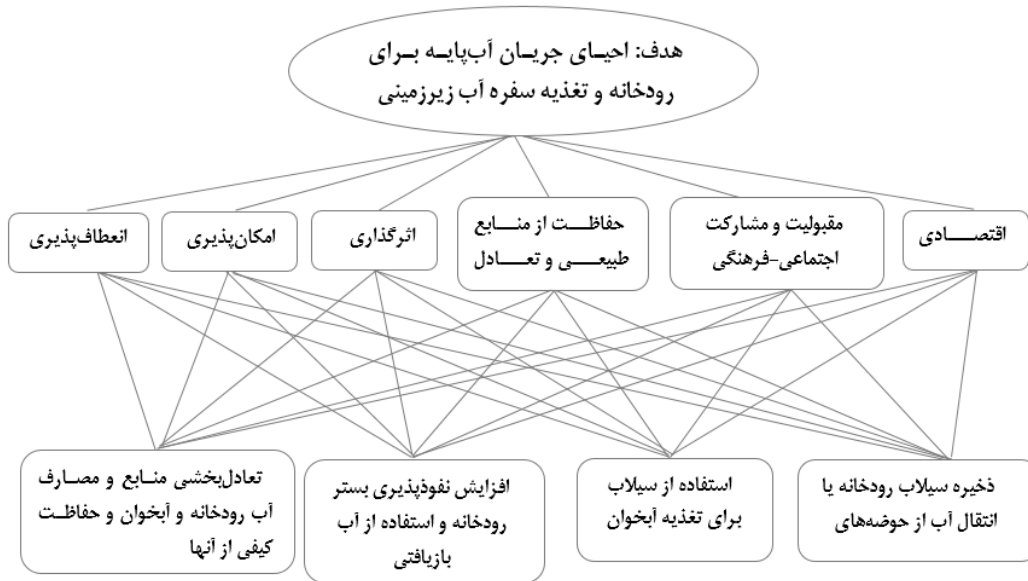 هدف: احیای جریان آب‌پایه برای
رودخانه و تغذیه سفره آب زیرزمینی
اقتصادی
مقبولیت و مشارکت
اجتماعی-فرهنگی
حفاظت از منابع
طبیعی و تعادل
اثرگذاری
امکان‌پذیری
انعطاف‌پذیری
ذخیره سیلاب رودخانه یا
انتقال آب از حوضه‌های
استفاده از سیلاب
برای تغذیه آبخوان
افزایش نفوذپذیری بستر
رودخانه و استفاده از آب
بازیافتی
تعادل‌بخشی منابع و مصارف
آب رودخانه و آبخوان و حفاظت
کیفی از آنها